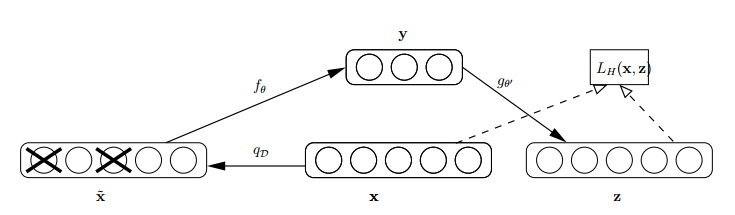 y
L_H(x, z)
g_θ′
f_θ
q_D
x̃
x
z